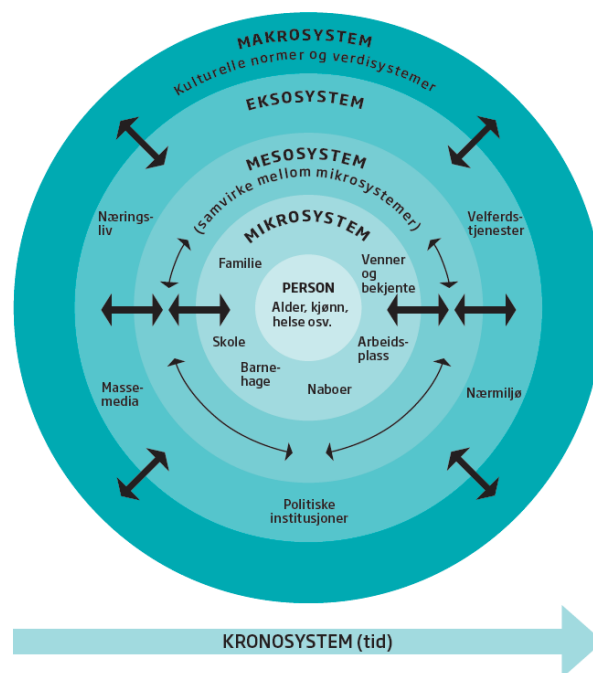 MAKROSYSTEM
Kulturelle normer og verdisystemer
EKSOSYSTEM
MESOSYSTEM
(samvirke mellom mikrosystemer)
MIKROSYSTEM
Nærings-
liv
Velferds-
tjenester
Familie
Venner
og
bekjente
PERSON
Alder, kjønn,
helse osv.
Skole
Arbeids-
plass
Barne-
hage
Naboer
Masse-
media
Nærmiljø
Politiske
institusjoner
KRONOSYSTEM (tid)